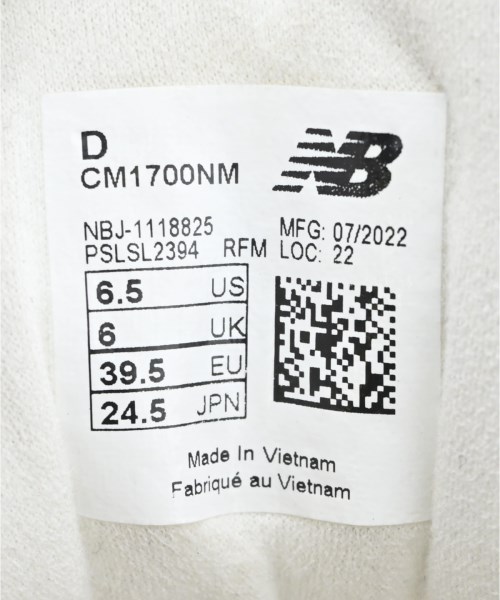 D
CM1700NM
NB
NBJ-1118825 MFG: 07/2022
PSLSL2394 RFM LOC: 22
6.5 US
6 UK
39.5 EU
24.5 JPN
Made In Vietnam
Fabriqué au Vietnam